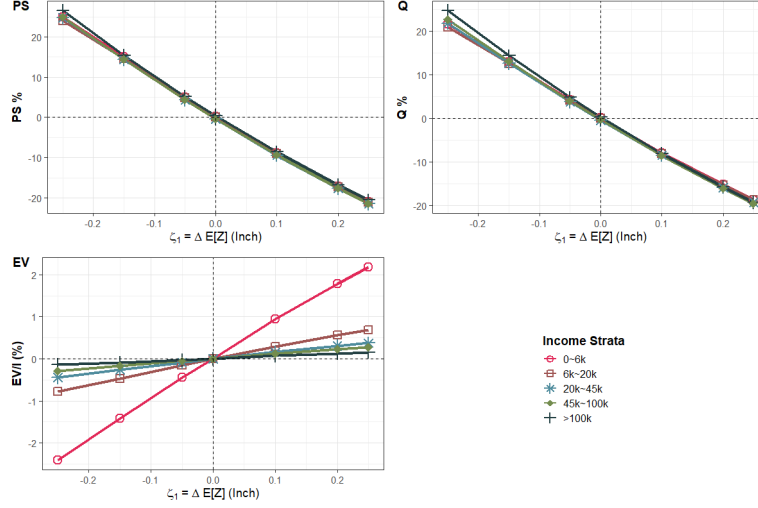 PS
Q
PS %
20
10
0
-10
-20
-0.2
-0.1
0.0
0.1
0.2
ζ1 = Δ E[Z] (Inch)
Q %
20
10
0
-10
-20
-0.2
-0.1
0.0
0.1
0.2
ζ1 = Δ E[Z] (Inch)
EV
EV/I (%)
2
1
0
-1
-2
-0.2
-0.1
0.0
0.1
0.2
ζ1 = Δ E[Z] (Inch)
Income Strata
0~6k
6k~20k
20k~45k
45k~100k
>100k